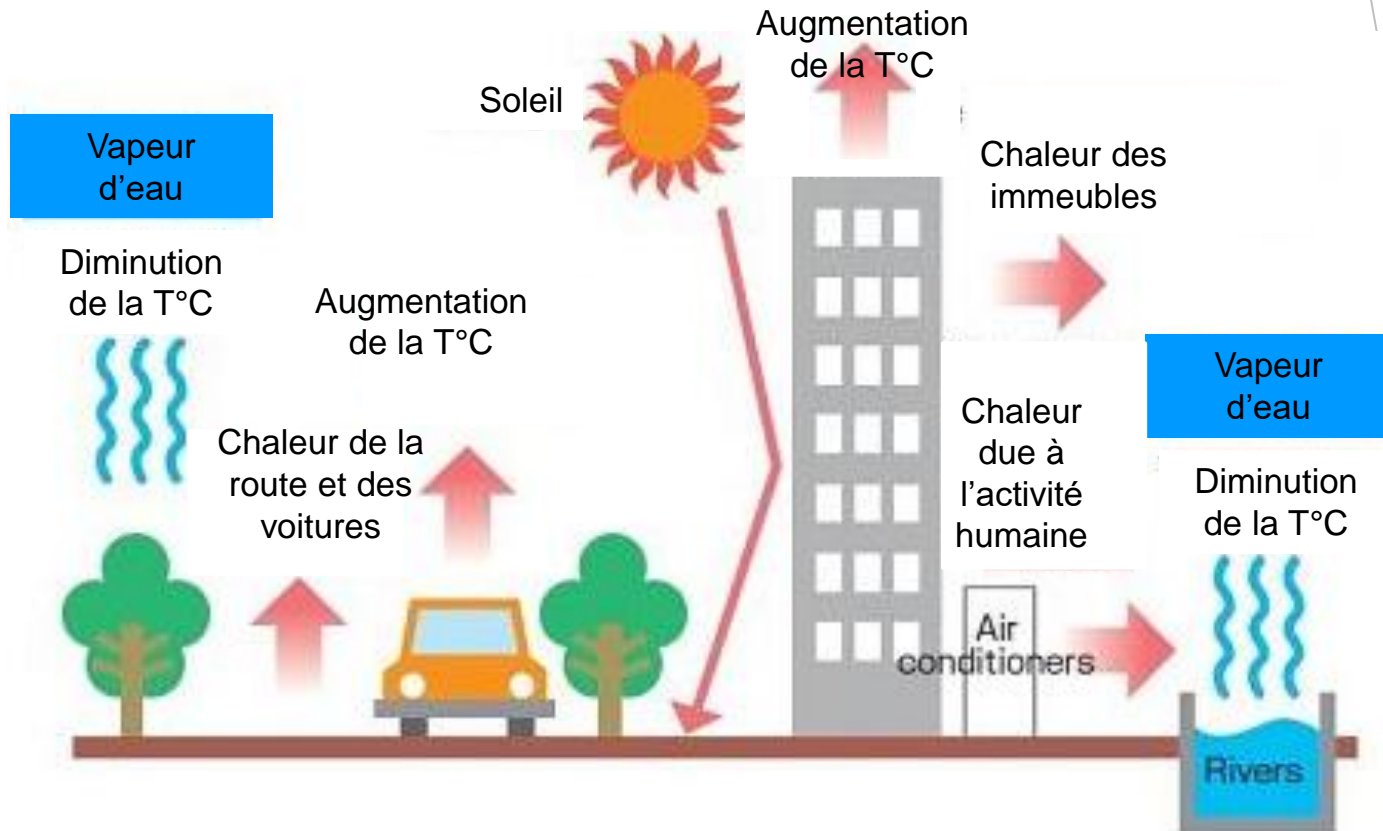 Augmentation
de la T°C
Soleil
Vapeur
d’eau
Chaleur des
immeubles
Diminution
de la T°C
Augmentation
de la T°C
Vapeur
d’eau
Chaleur
due à
l’activité
humaine
Chaleur de la
route et des
voitures
Diminution
de la T°C
Air
conditioners
Rivers